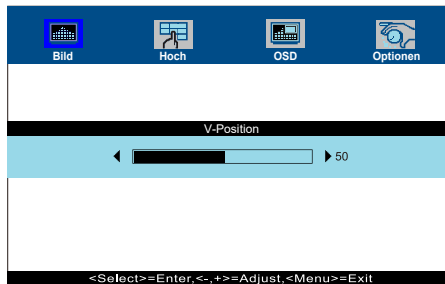 Bild Hoch OSD Optionen
V-Position
50
<Select>=Enter,<-,+>=Adjust,<Menu>=Exit